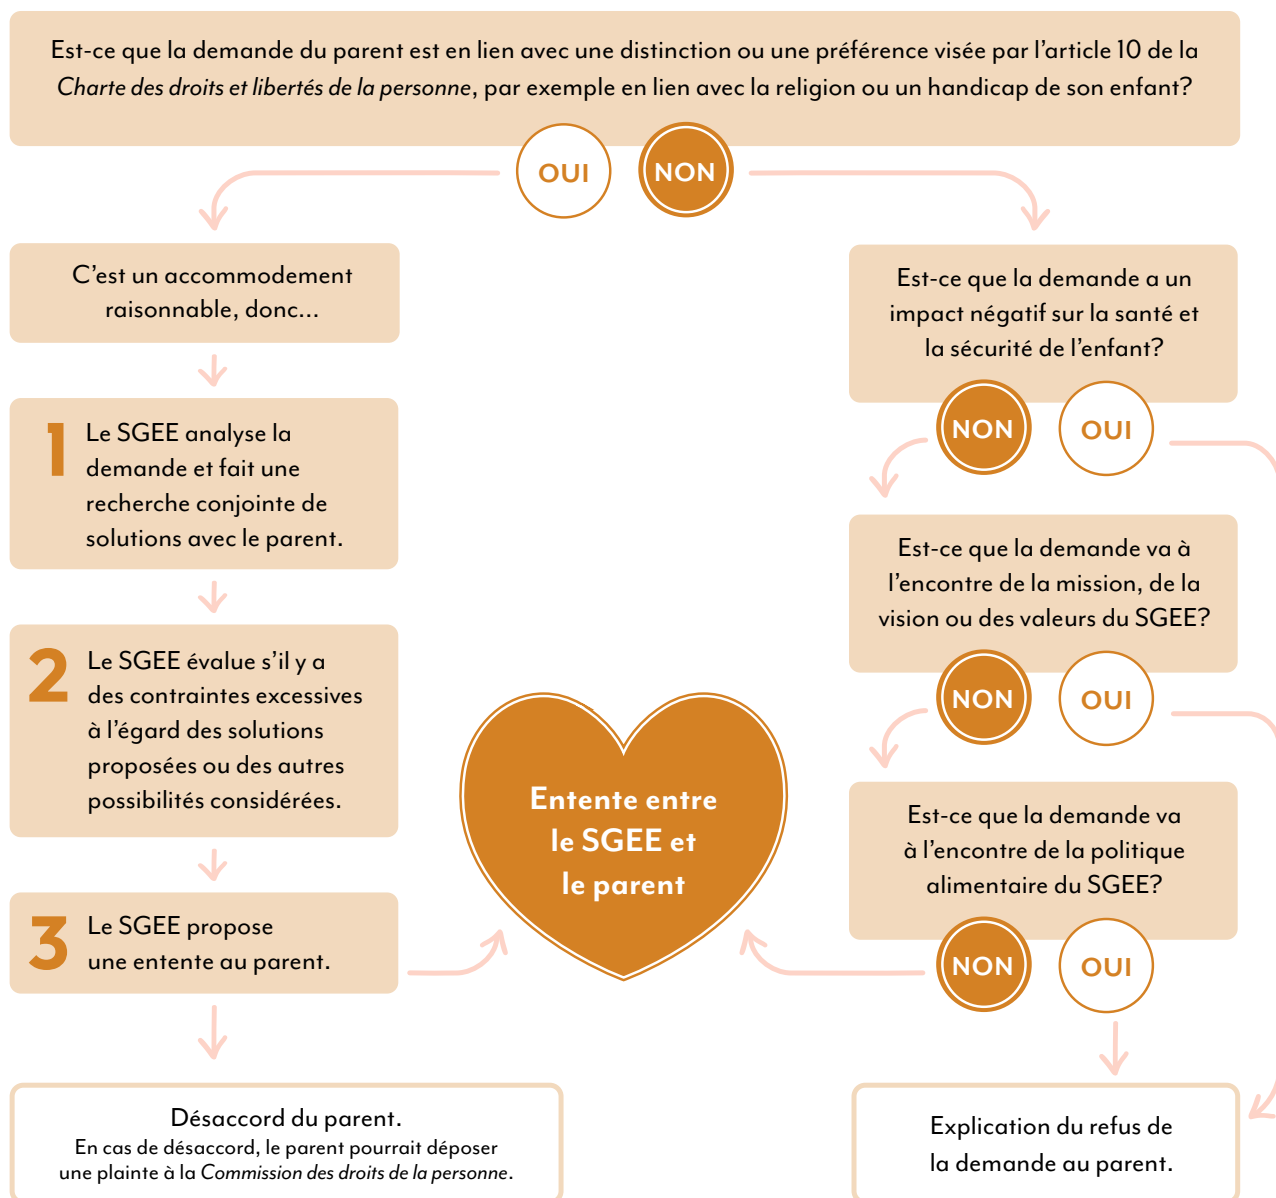 Est-ce que la demande du parent est en lien avec une distinction ou une préférence visée par l’article 10 de la
Charte des droits et libertés de la personne, par exemple en lien avec la religion ou un handicap de son enfant?
OUI
NON
C’est un accommodement
raisonnable, donc...
1
Le SGEE analyse la
demande et fait une
recherche conjointe de
solutions avec le parent.
2
Le SGEE évalue s’il y a
des contraintes excessives
à l’égard des solutions
proposées ou des autres
possibilités considérées.
3
Le SGEE propose
une entente au parent.
Désaccord du parent.
En cas de désaccord, le parent pourrait déposer
une plainte à la Commission des droits de la personne.
Entente entre
le SGEE et
le parent
Est-ce que la demande a un
impact négatif sur la santé et
la sécurité de l’enfant?
NON
OUI
Est-ce que la demande va à
l’encontre de la mission, de la
vision ou des valeurs du SGEE?
NON
OUI
Est-ce que la demande va
à l’encontre de la politique
alimentaire du SGEE?
NON
OUI
Explication du refus de
la demande au parent.